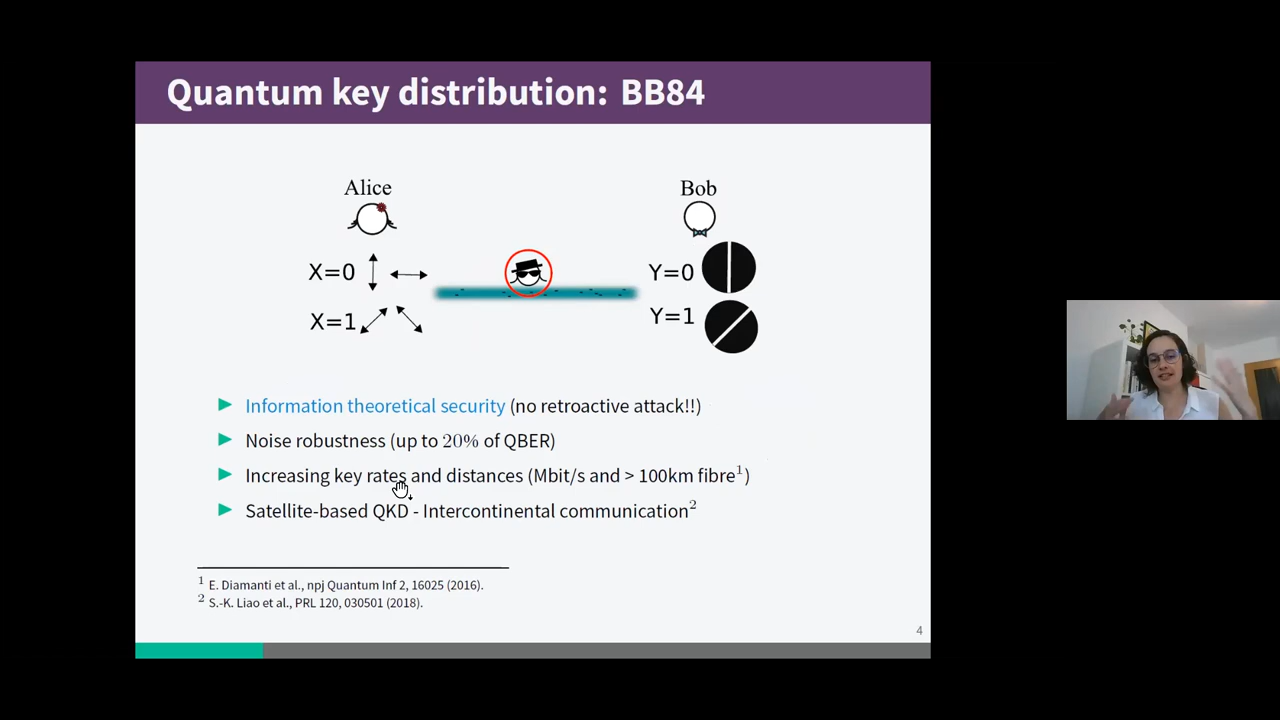 Quantum key distribution: BB84
Alice
Bob
X=0
Y=0
X=1
Y=1
Information theoretical security (no retroactive attack!!)
Noise robustness (up to 20% of QBER)
Increasing key rates and distances (Mbit/s and > 100km fibre¹)
Satellite-based QKD - Intercontinental communication²
¹ E. Diamanti et al., npj Quantum Inf 2, 16025 (2016).
² S.-K. Liao et al., PRL 120, 030501 (2018).
4